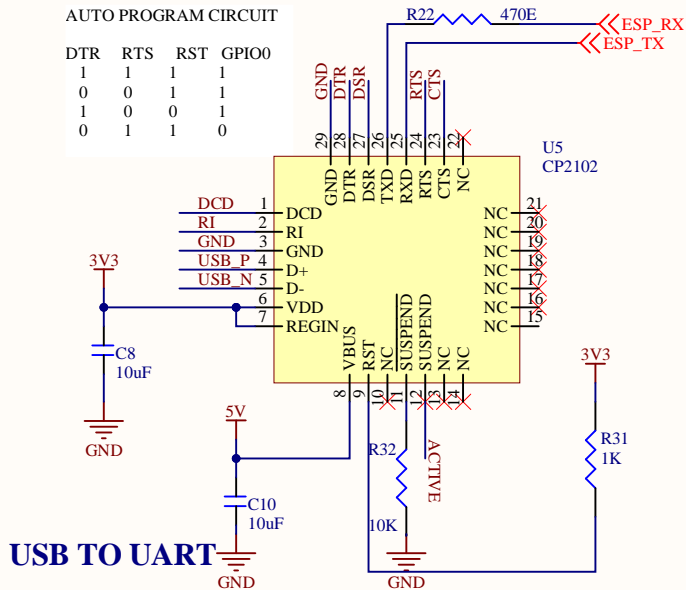 AUTO PROGRAM CIRCUIT
DTR RTS RST GPIO0
1 1 1 1
0 0 1 1
1 0 0 1
0 1 1 0
R22 470E
ESP_RX
ESP_TX
GND DTR DSR RTS CTS
29 28 27 26 25 24 23 22
GND DTR DSR TXD RXD RTS CTS NC
U5
CP2102
DCD 1 DCD
RI 2 RI
GND 3 GND
USB_P 4 D+
USB_N 5 D-
6 VDD
7 REGIN
NC 21
NC 20
NC 19
NC 18
NC 17
NC 16
NC 15
VBUS RST NC SUSPEND SUSPEND NC NC
8 9 10 11 12 13 14
3V3
C8
10uF
GND
5V
C10
10uF
GND
R32
10K
GND
ACTIVE
3V3
R31
1K
USB TO UART